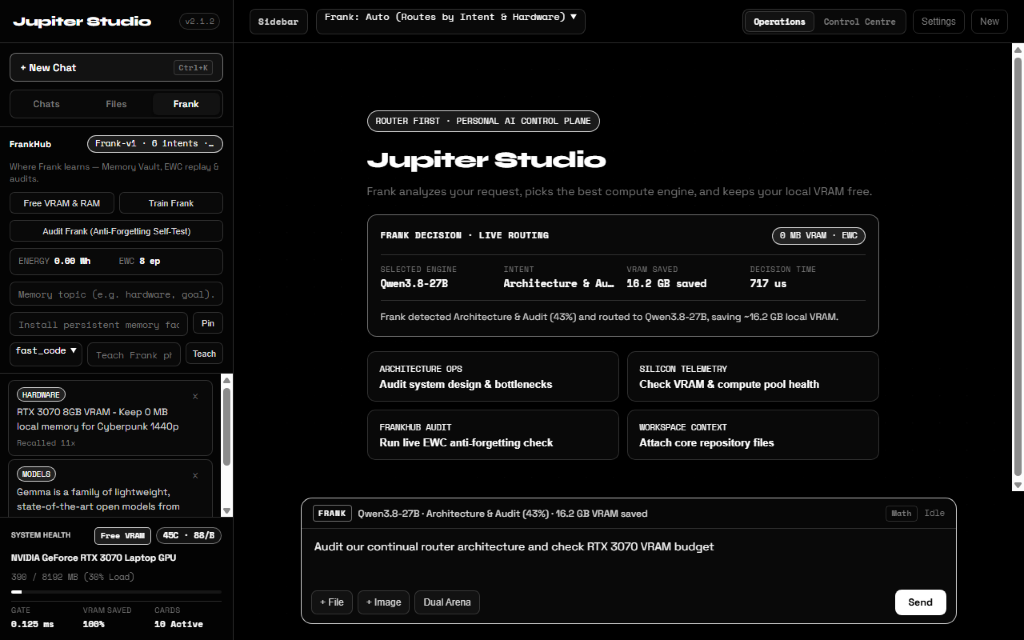 Jupiter Studio
v2.1.2
+ New Chat
Ctrl+K
Chats
Files
Frank
FrankHub
Frank-v1 · 6 intents ·…
Where Frank learns — Memory Vault, EWC replay &
audits.
Free VRAM & RAM
Train Frank
Audit Frank (Anti-Forgetting Self-Test)
ENERGY 0.00 Wh
EWC 8 ep
Memory topic (e.g. hardware, goal).
Install persistent memory fac
Pin
fast_code ▼
Teach Frank ph
Teach
HARDWARE
x
RTX 3070 8GB VRAM - Keep 0 MB
local memory for Cyberpunk 1440p
Recalled 11x
MODELS
x
Gemma is a family of lightweight,
state-of-the-art open models from
SYSTEM HEALTH
Free VRAM
45C · 88/B
NVIDIA GeForce RTX 3070 Laptop GPU
390 / 8192 MB (30% Load)
GATE
VRAM SAVED
CARDS
0.125 ms
100%
10 Active
Sidebar
Frank: Auto (Routes by Intent & Hardware) ▼
Operations
Control Centre
Settings
New
ROUTER FIRST · PERSONAL AI CONTROL PLANE
Jupiter Studio
Frank analyzes your request, picks the best compute engine, and keeps your local VRAM free.
FRANK DECISION · LIVE ROUTING
0 MB VRAM · EWC
SELECTED ENGINE
INTENT
VRAM SAVED
DECISION TIME
Qwen3.8-27B
Architecture & Au…
16.2 GB saved
717 us
Frank detected Architecture & Audit (43%) and routed to Qwen3.8-27B, saving ~16.2 GB local VRAM.
ARCHITECTURE OPS
Audit system design & bottlenecks
SILICON TELEMETRY
Check VRAM & compute pool health
FRANKHUB AUDIT
Run live EWC anti-forgetting check
WORKSPACE CONTEXT
Attach core repository files
FRANK
Qwen3.8-27B · Architecture & Audit (43%) · 16.2 GB VRAM saved
Math
Idle
Audit our continual router architecture and check RTX 3070 VRAM budget
+ File
+ Image
Dual Arena
Send